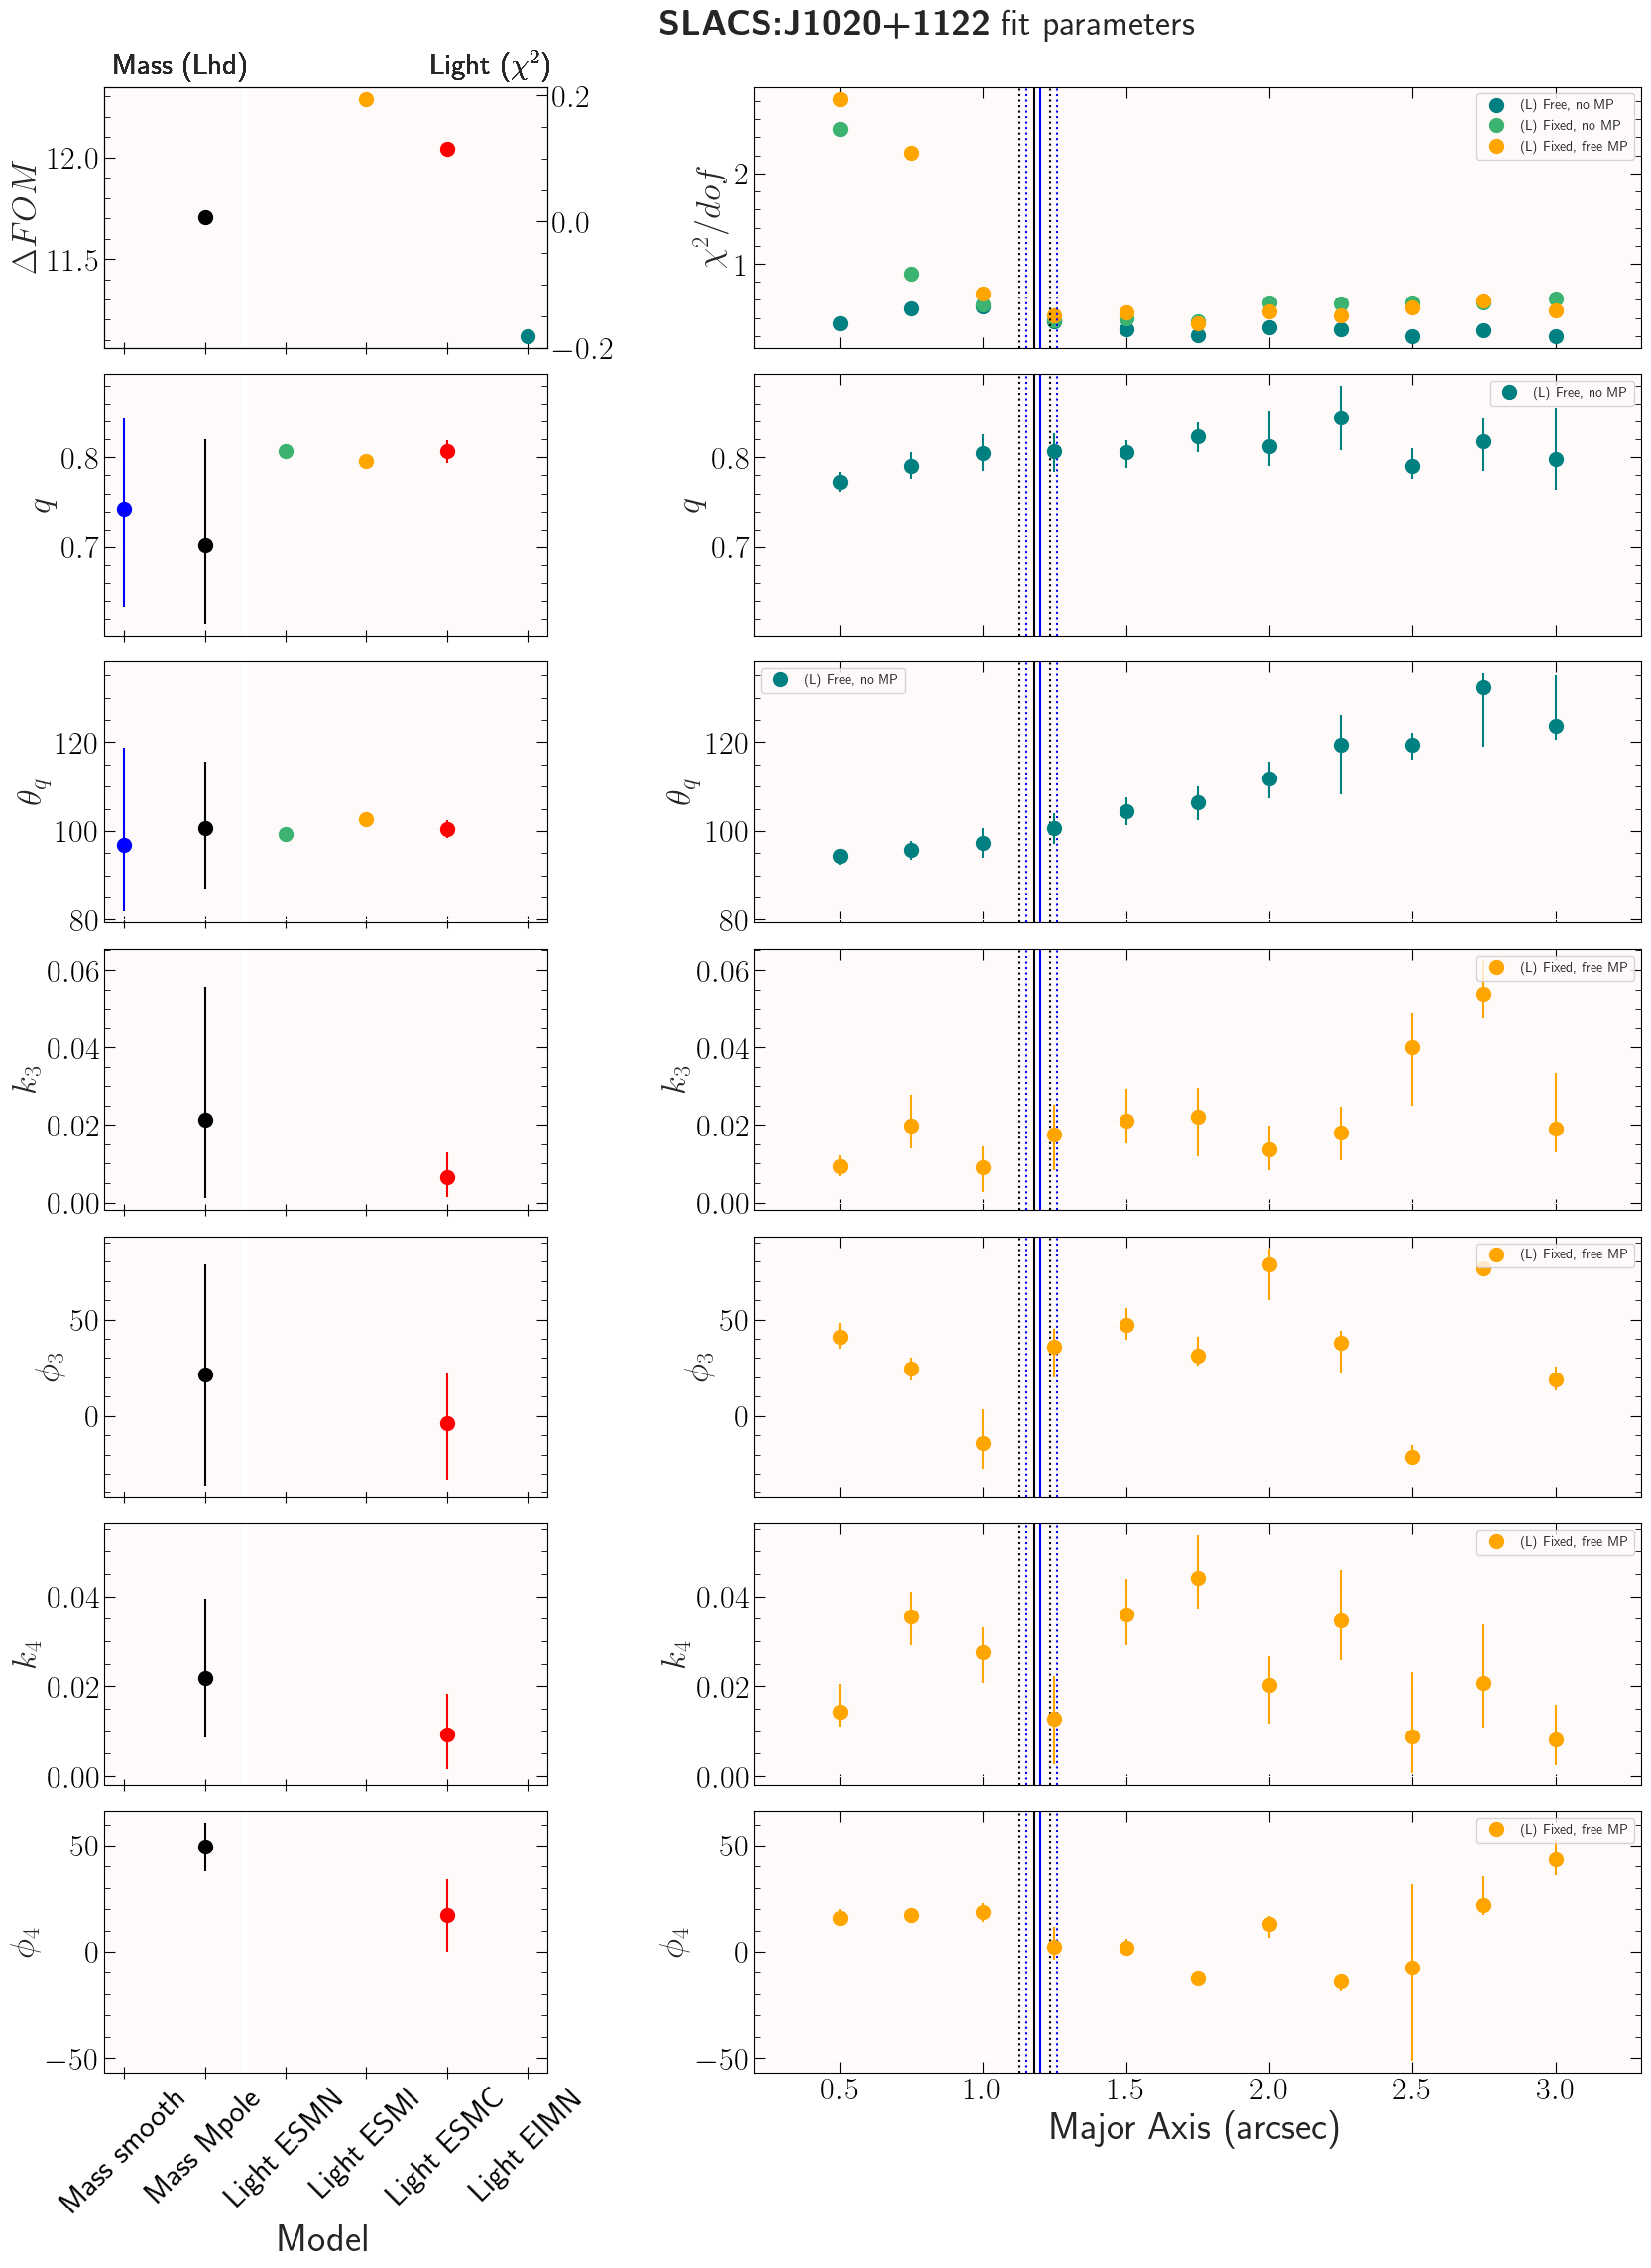 SLACS:J1020+1122 fit parameters
Mass (Lhd)
Light (χ²)
ΔFOM
12.0
11.5
0.2
0.0
−0.2
χ²/dof
2
1
(L) Free, no MP
(L) Fixed, no MP
(L) Fixed, free MP
q
0.8
0.7
q
0.8
0.7
(L) Free, no MP
θ_q
120
100
80
θ_q
120
100
80
(L) Free, no MP
k₃
0.06
0.04
0.02
0.00
k₃
0.06
0.04
0.02
0.00
(L) Fixed, free MP
ϕ₃
50
0
ϕ₃
50
0
(L) Fixed, free MP
k₄
0.04
0.02
0.00
k₄
0.04
0.02
0.00
(L) Fixed, free MP
ϕ₄
50
0
−50
ϕ₄
50
0
−50
(L) Fixed, free MP
Mass smooth
Mass Mpole
Light ESMN
Light ESMI
Light ESMC
Light EIMN
Model
0.5 1.0 1.5 2.0 2.5 3.0
Major Axis (arcsec)